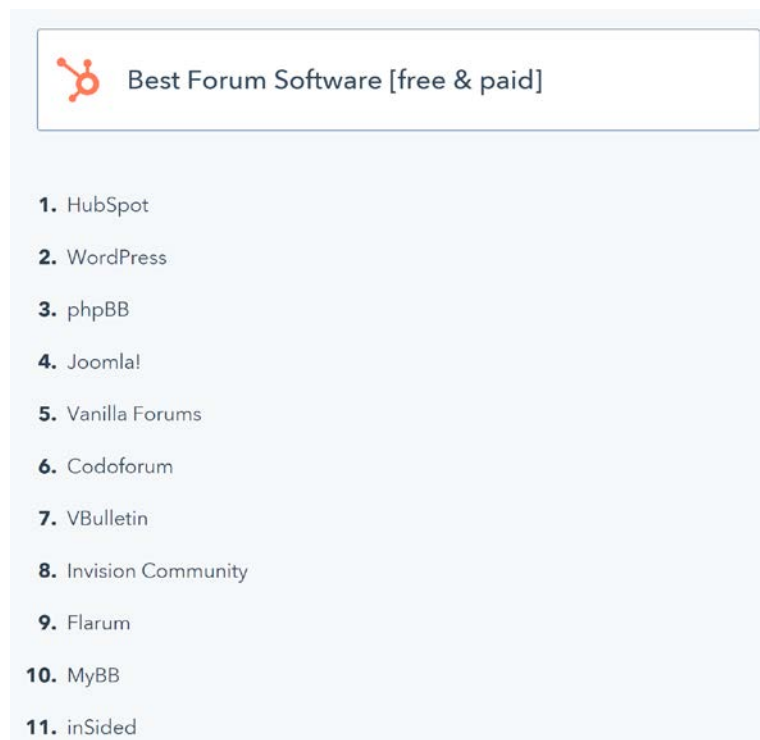 Best Forum Software [free & paid]
1. HubSpot
2. WordPress
3. phpBB
4. Joomla!
5. Vanilla Forums
6. Codoforum
7. VBulletin
8. Invision Community
9. Flarum
10. MyBB
11. inSided